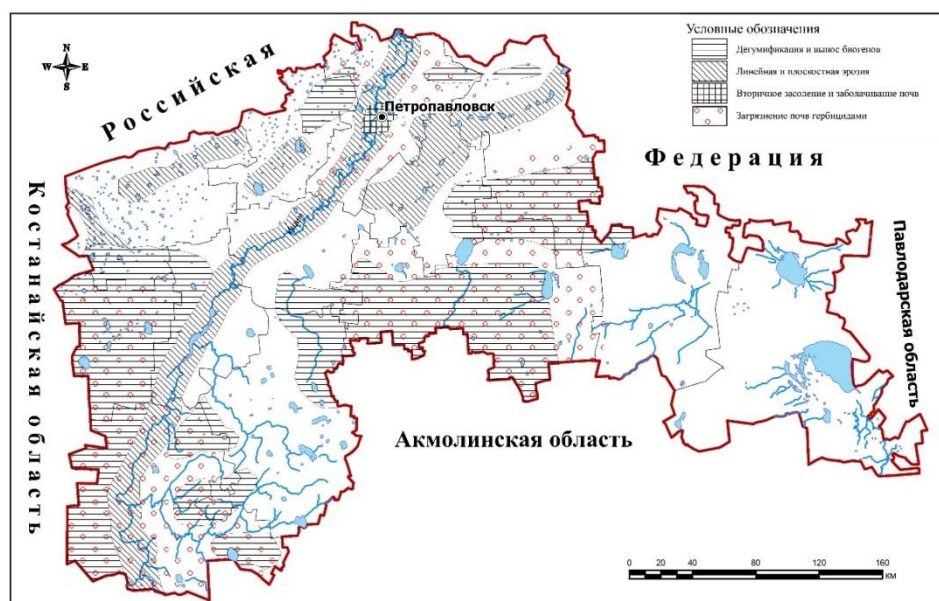 Условные обозначения
Дегумификация и вынос биогенов
Линейная и плоскостная эрозия
Вторичное засоление и заболачивание почв
Загрязнение почв гербицидами
N
W E
S
Российская
Федерация
Петропавловск
Костанайская область
Павлодарская область
Акмолинская область
0 20 40 80 120 160
КМ